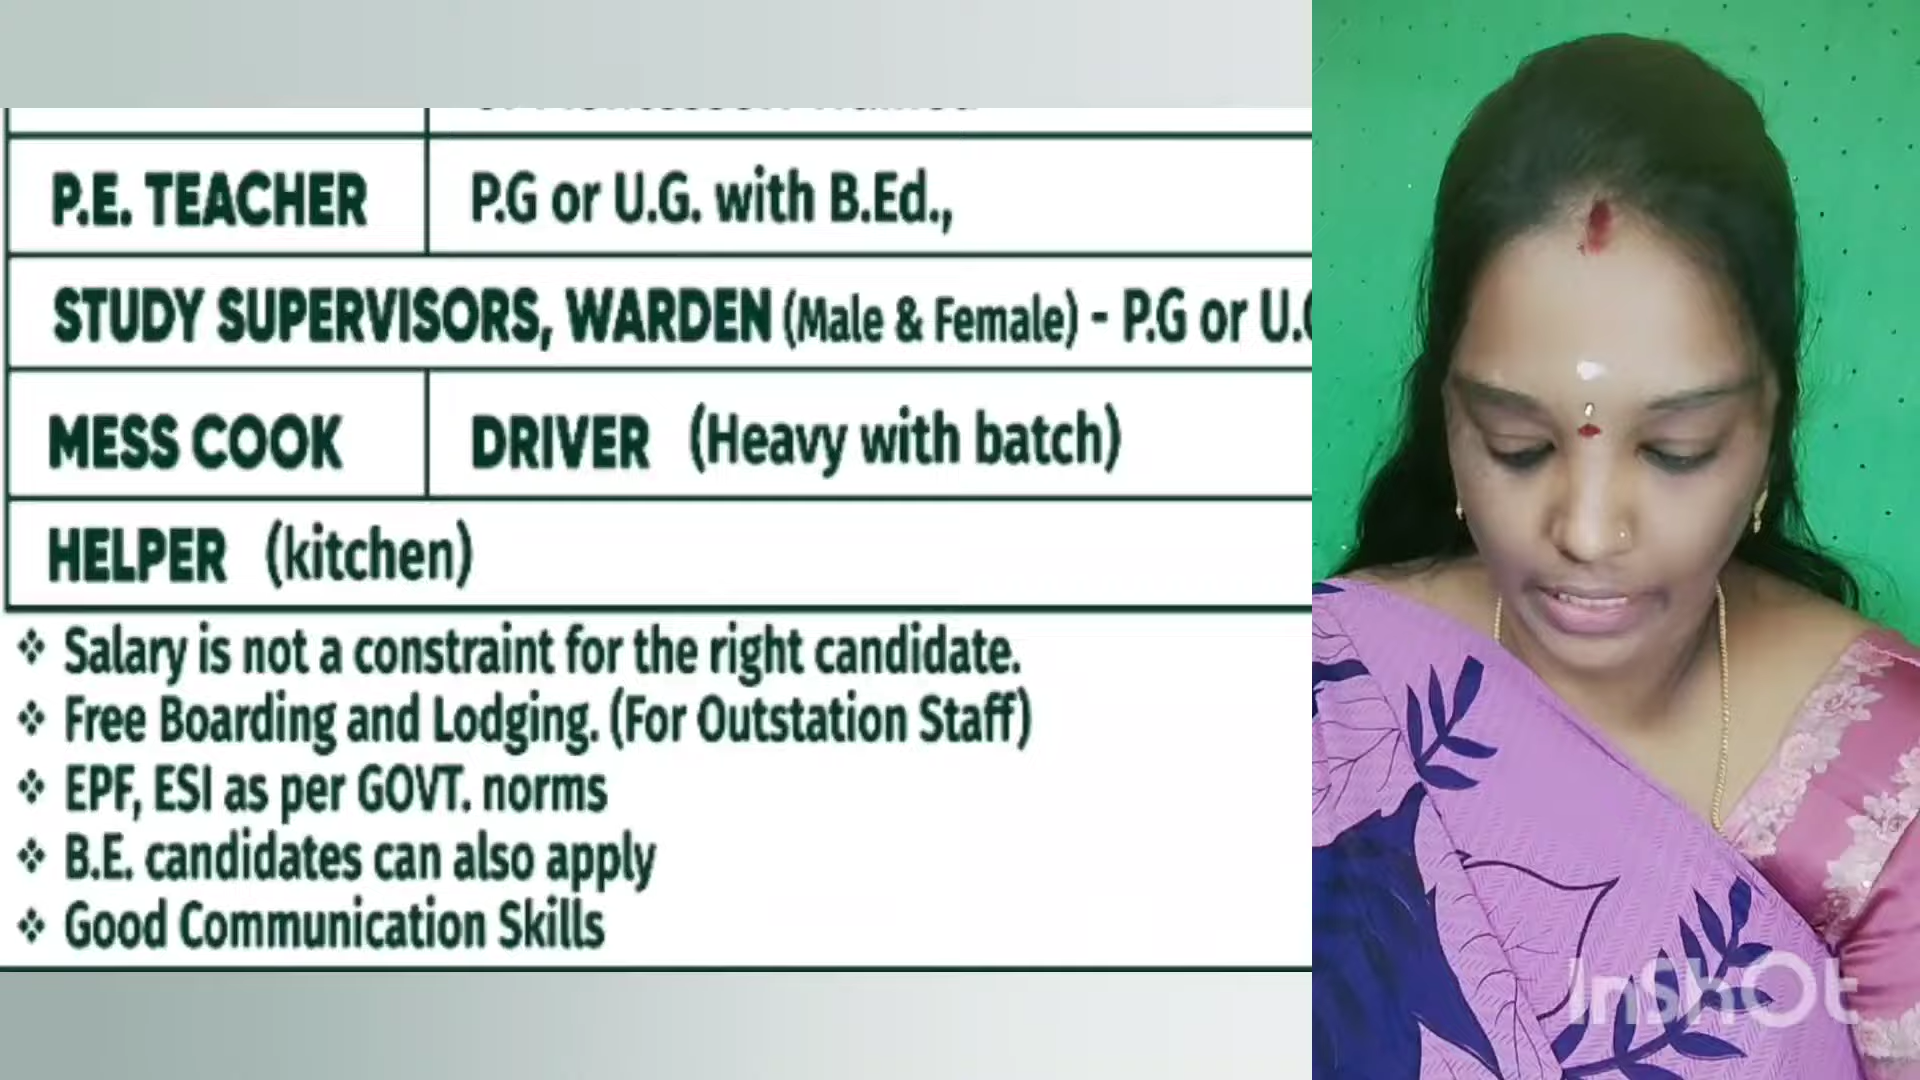 P.E. TEACHER P.G or U.G. with B.Ed.,
STUDY SUPERVISORS, WARDEN (Male & Female) - P.G or
MESS COOK DRIVER (Heavy with batch)
HELPER (kitchen)
❖ Salary is not a constraint for the right candidate.
❖ Free Boarding and Lodging. (For Outstation Staff)
❖ EPF, ESI as per GOVT. norms
❖ B.E. candidates can also apply
❖ Good Communication Skills
InShOt